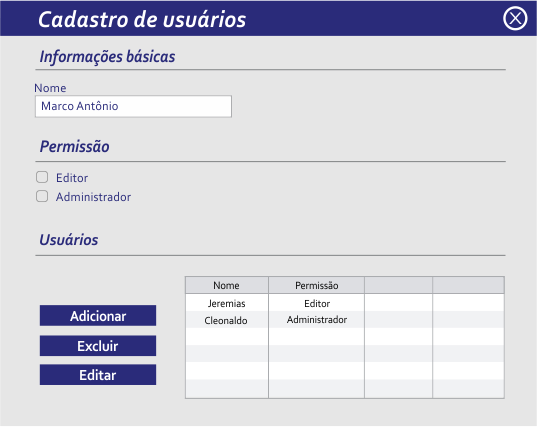 Cadastro de usuários
Informações básicas
Nome
Marco Antônio
Permissão
Editor
Administrador
Usuários
Adicionar
Excluir
Editar
Nome Permissão
Jeremias Editor
Cleonaldo Administrador